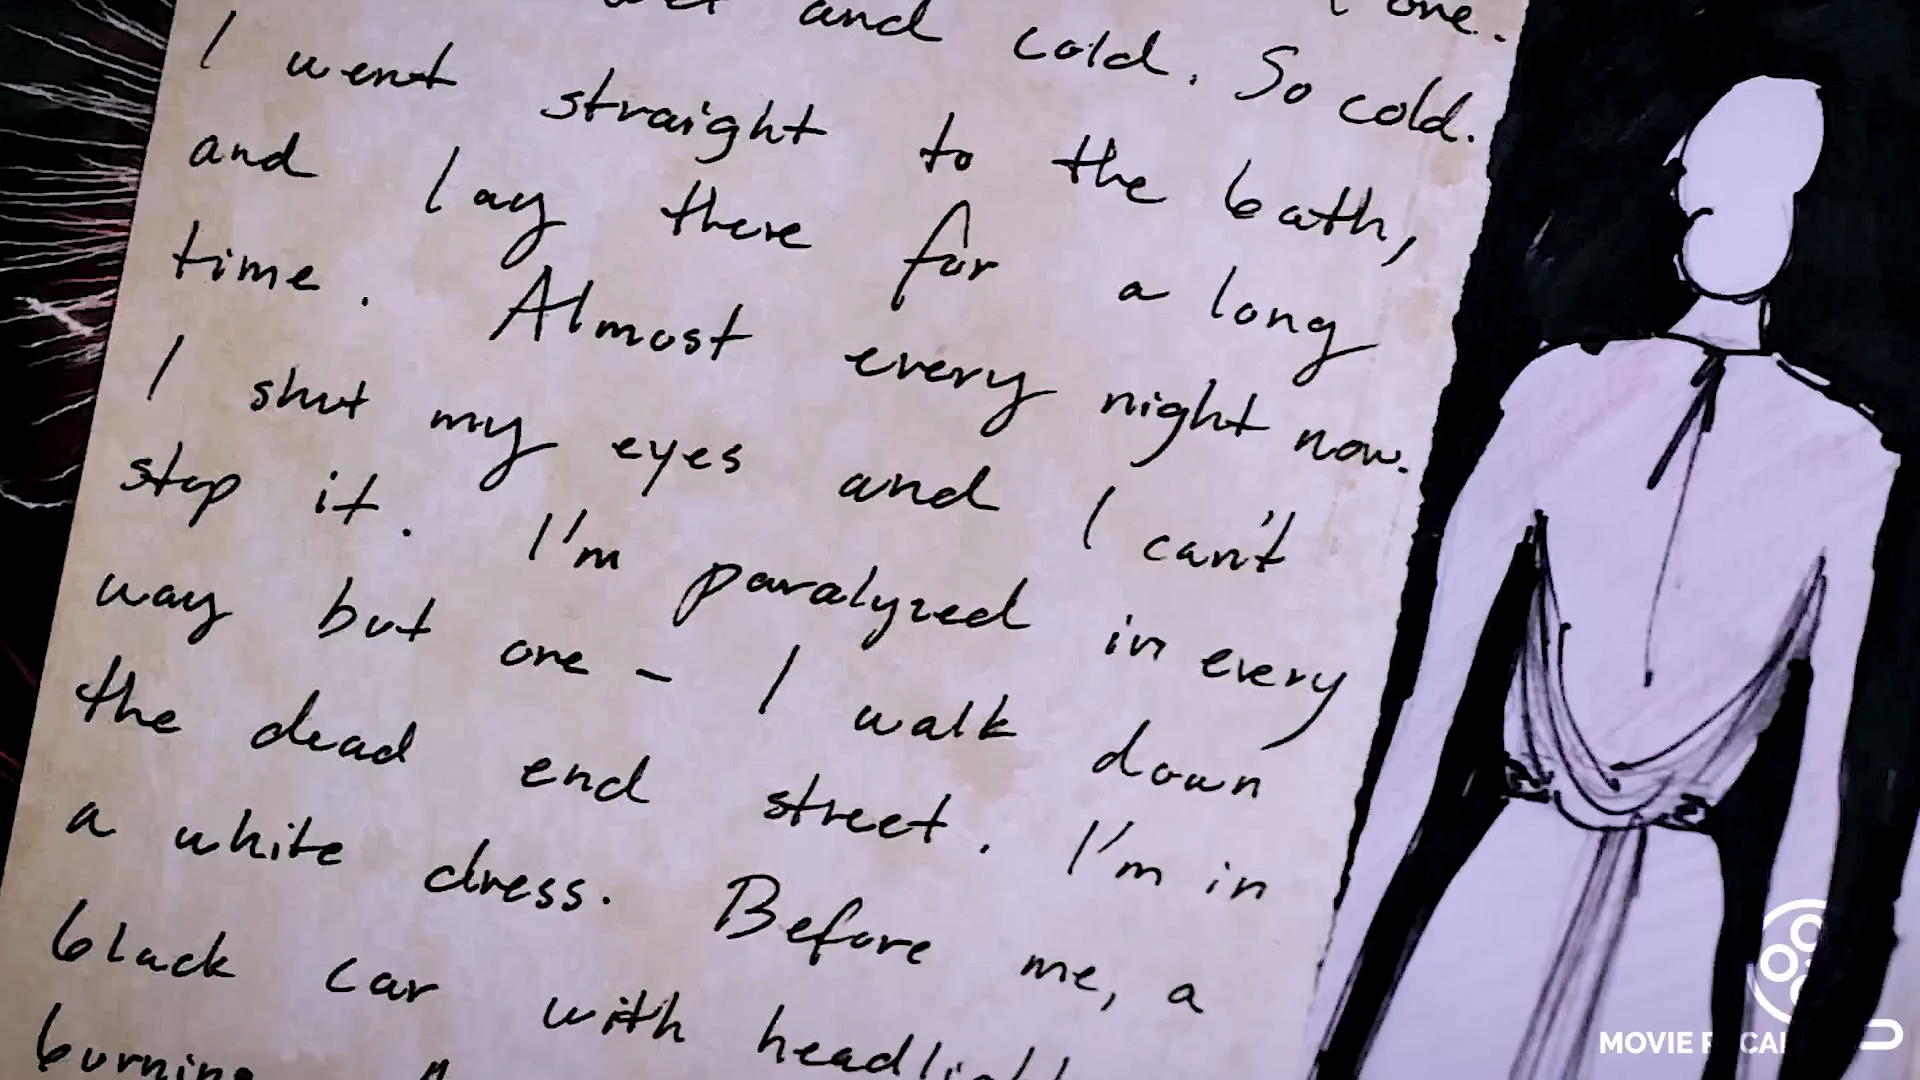 and cold. So cold.
one.
I went straight to the bath,
and lay there for a long
time. Almost every night now.
I shut my eyes and I can't
stop it. I'm paralyzed in every
way but one - I walk down
the dead end street. I'm in
a white dress. Before me, a
black car with
burning
MOVIE